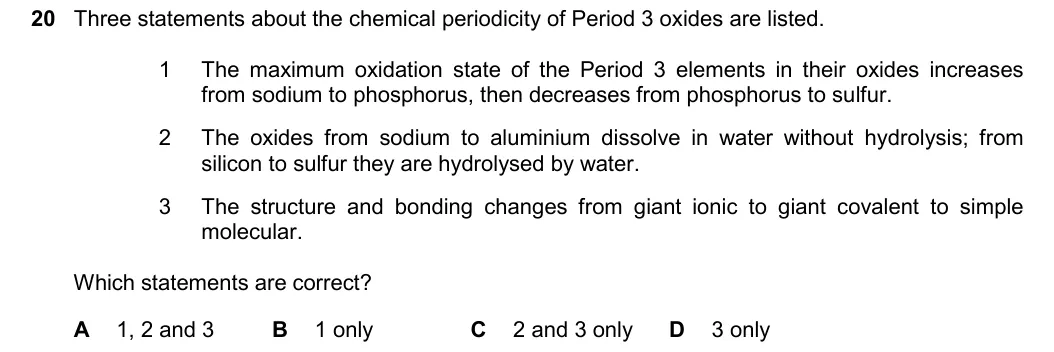 20 Three statements about the chemical periodicity of Period 3 oxides are listed.
1 The maximum oxidation state of the Period 3 elements in their oxides increases
from sodium to phosphorus, then decreases from phosphorus to sulfur.
2 The oxides from sodium to aluminium dissolve in water without hydrolysis; from
silicon to sulfur they are hydrolysed by water.
3 The structure and bonding changes from giant ionic to giant covalent to simple
molecular.
Which statements are correct?
A 1, 2 and 3 B 1 only C 2 and 3 only D 3 only